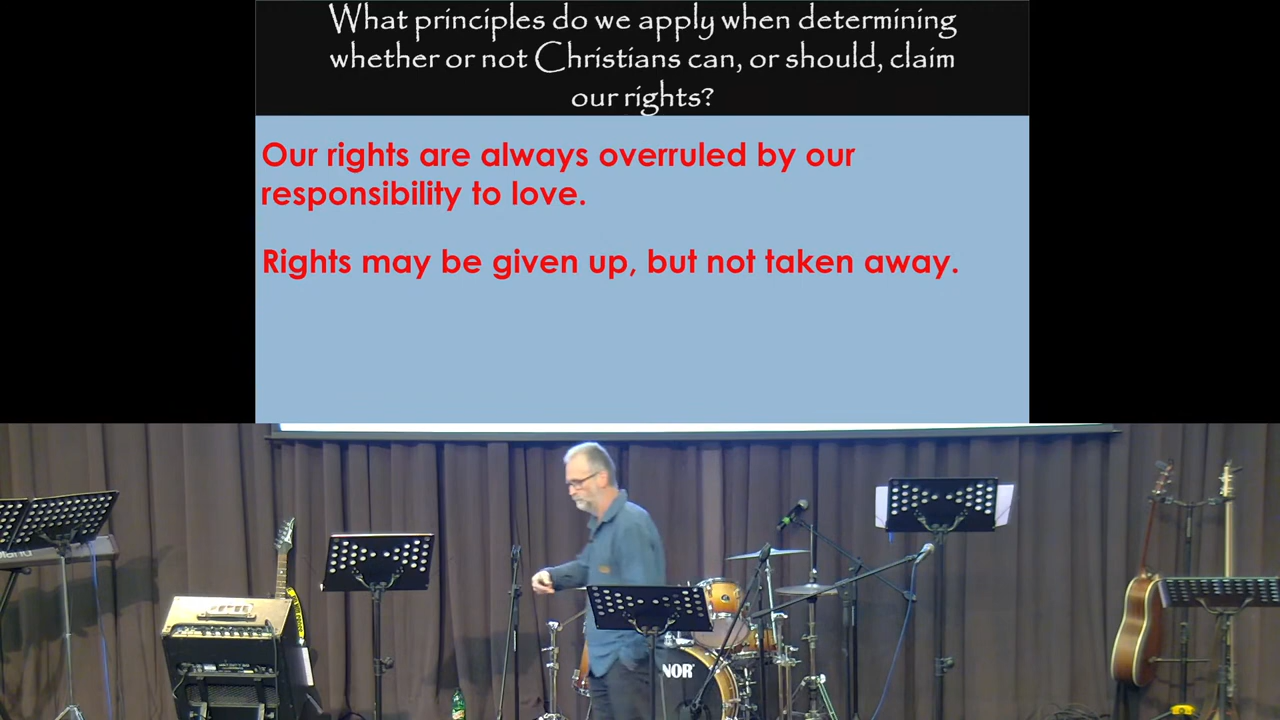 What principles do we apply when determining
whether or not Christians can, or should, claim
our rights?
Our rights are always overruled by our
responsibility to love.
Rights may be given up, but not taken away.
NOR